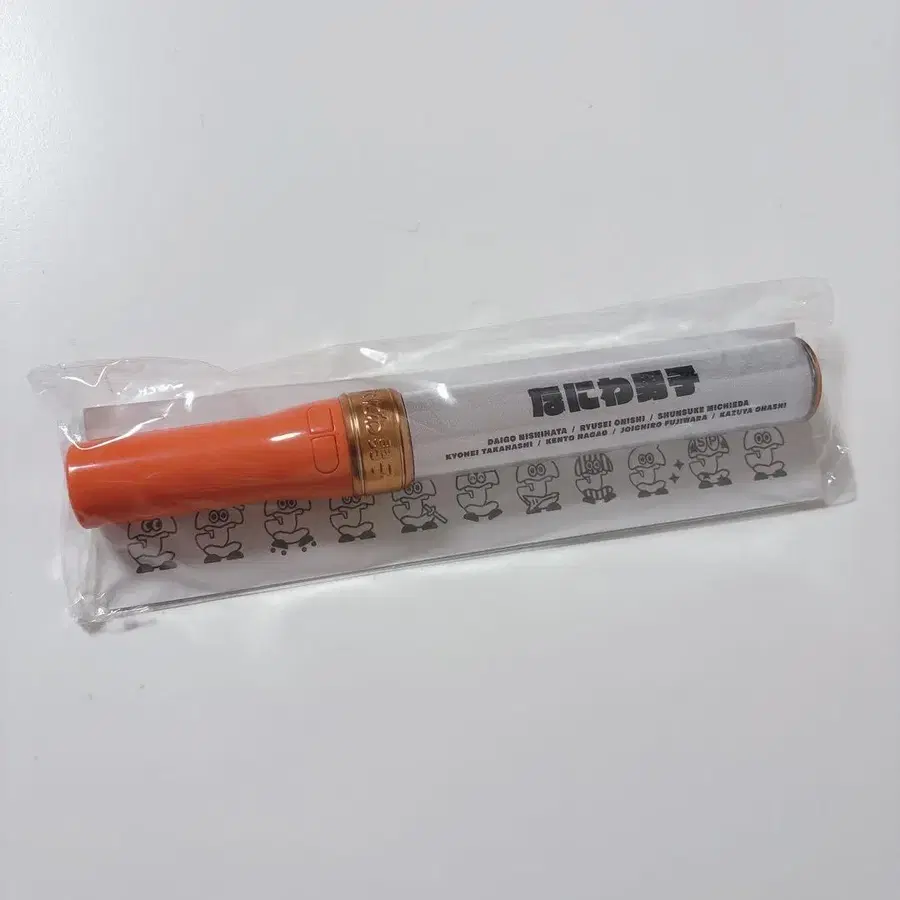 なにわ男子
DAIGO NISHIHATA / RYUSEI ONISHI / SHUNSUKE MICHIEDA
KYOHEI TAKAHASHI / KENTO NAGAO / JOICHIRO FUJIWARA / KAZUYA OHASHI